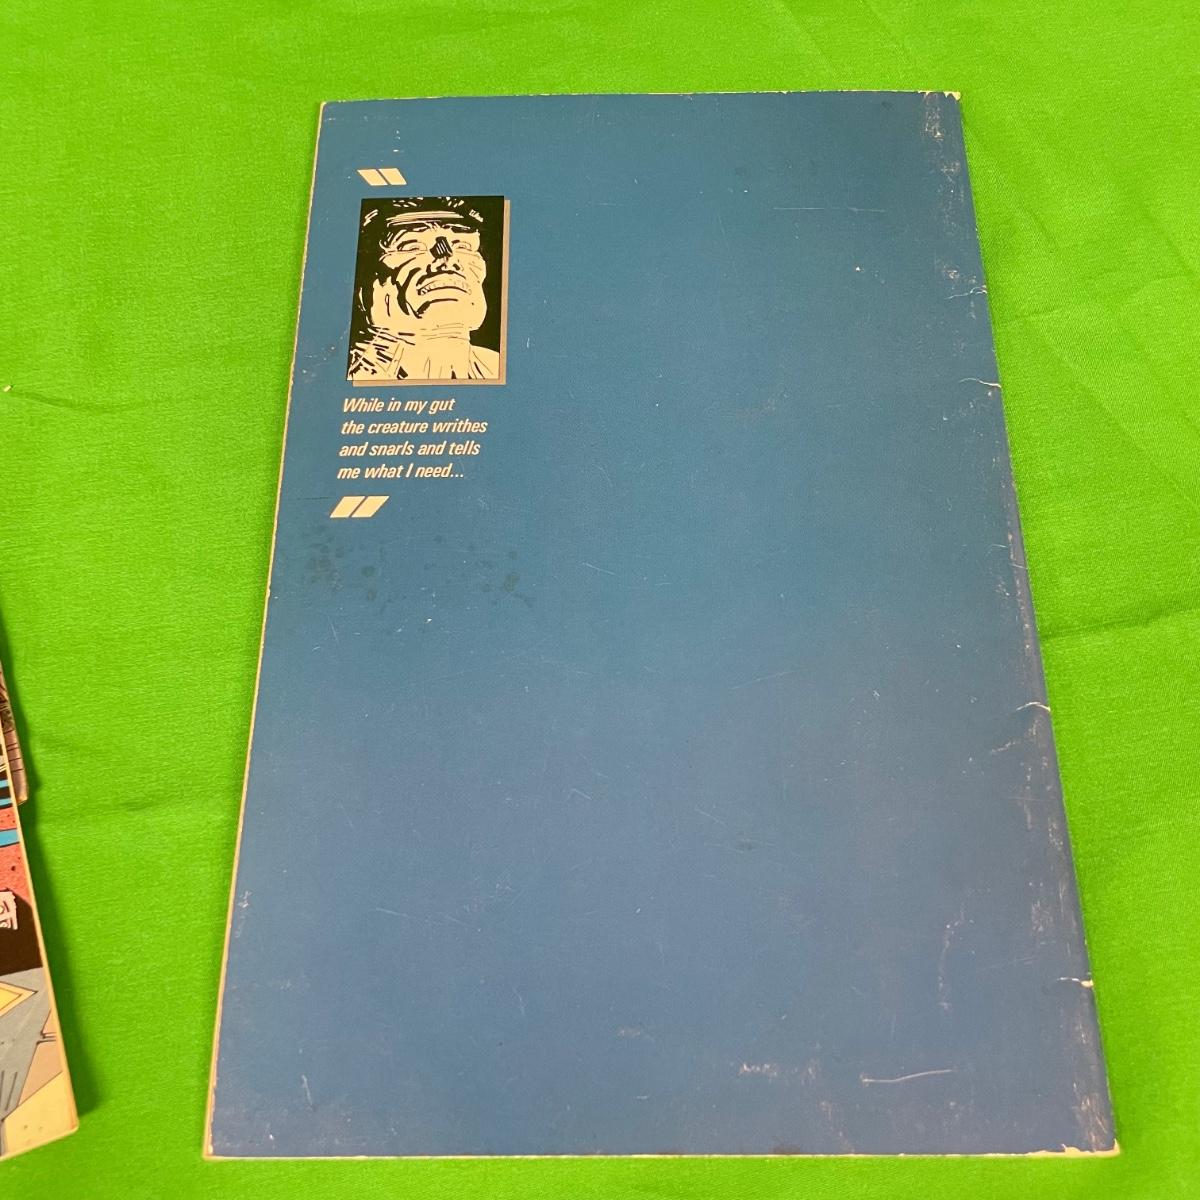 While in my gut
the creature writhes
and snarls and tells
me what I need...